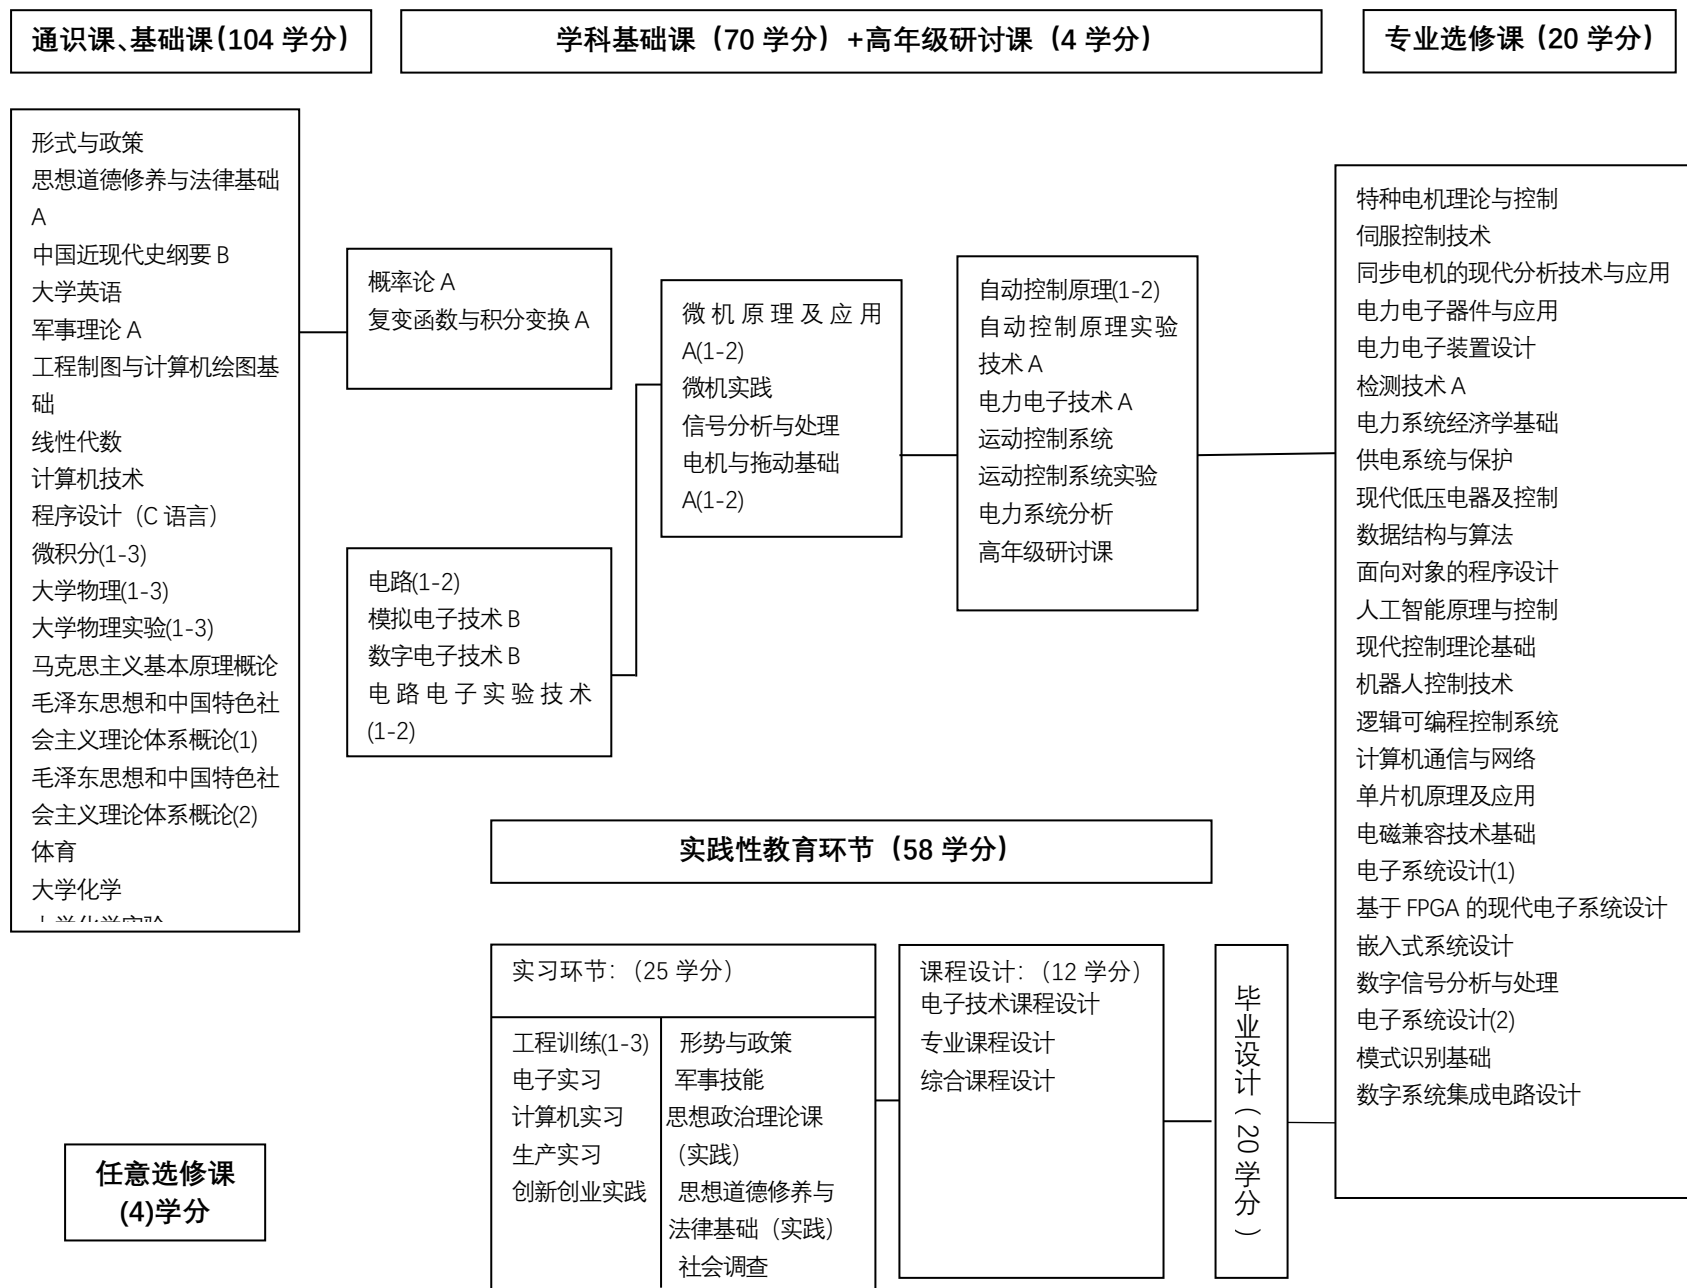 通识课、基础课(104 学分)
学科基础课（70 学分）+高年级研讨课（4 学分）
专业选修课（20 学分）
形式与政策
思想道德修养与法律基础
A
中国近现代史纲要 B
大学英语
军事理论 A
工程制图与计算机绘图基
础
线性代数
计算机技术
程序设计（C 语言）
微积分(1-3)
大学物理(1-3)
大学物理实验(1-3)
马克思主义基本原理概论
毛泽东思想和中国特色社
会主义理论体系概论(1)
毛泽东思想和中国特色社
会主义理论体系概论(2)
体育
大学化学
概率论 A
复变函数与积分变换 A
电路(1-2)
模拟电子技术 B
数字电子技术 B
电路电子实验技术
(1-2)
微机原理及应用
A(1-2)
微机实践
信号分析与处理
电机与拖动基础
A(1-2)
自动控制原理(1-2)
自动控制原理实验
技术 A
电力电子技术 A
运动控制系统
运动控制系统实验
电力系统分析
高年级研讨课
特种电机理论与控制
伺服控制技术
同步电机的现代分析技术与应用
电力电子器件与应用
电力电子装置设计
检测技术 A
电力系统经济学基础
供电系统与保护
现代低压电器及控制
数据结构与算法
面向对象的程序设计
人工智能原理与控制
现代控制理论基础
机器人控制技术
逻辑可编程控制系统
计算机通信与网络
单片机原理及应用
电磁兼容技术基础
电子系统设计(1)
基于 FPGA 的现代电子系统设计
嵌入式系统设计
数字信号分析与处理
电子系统设计(2)
模式识别基础
数字系统集成电路设计
实践性教育环节（58 学分）
实习环节：（25 学分）
工程训练(1-3)
电子实习
计算机实习
生产实习
创新创业实践
形势与政策
军事技能
思想政治理论课
（实践）
思想道德修养与
法律基础（实践）
社会调查
课程设计：（12 学分）
电子技术课程设计
专业课程设计
综合课程设计
毕业设计（20 学分）
任意选修课
(4)学分